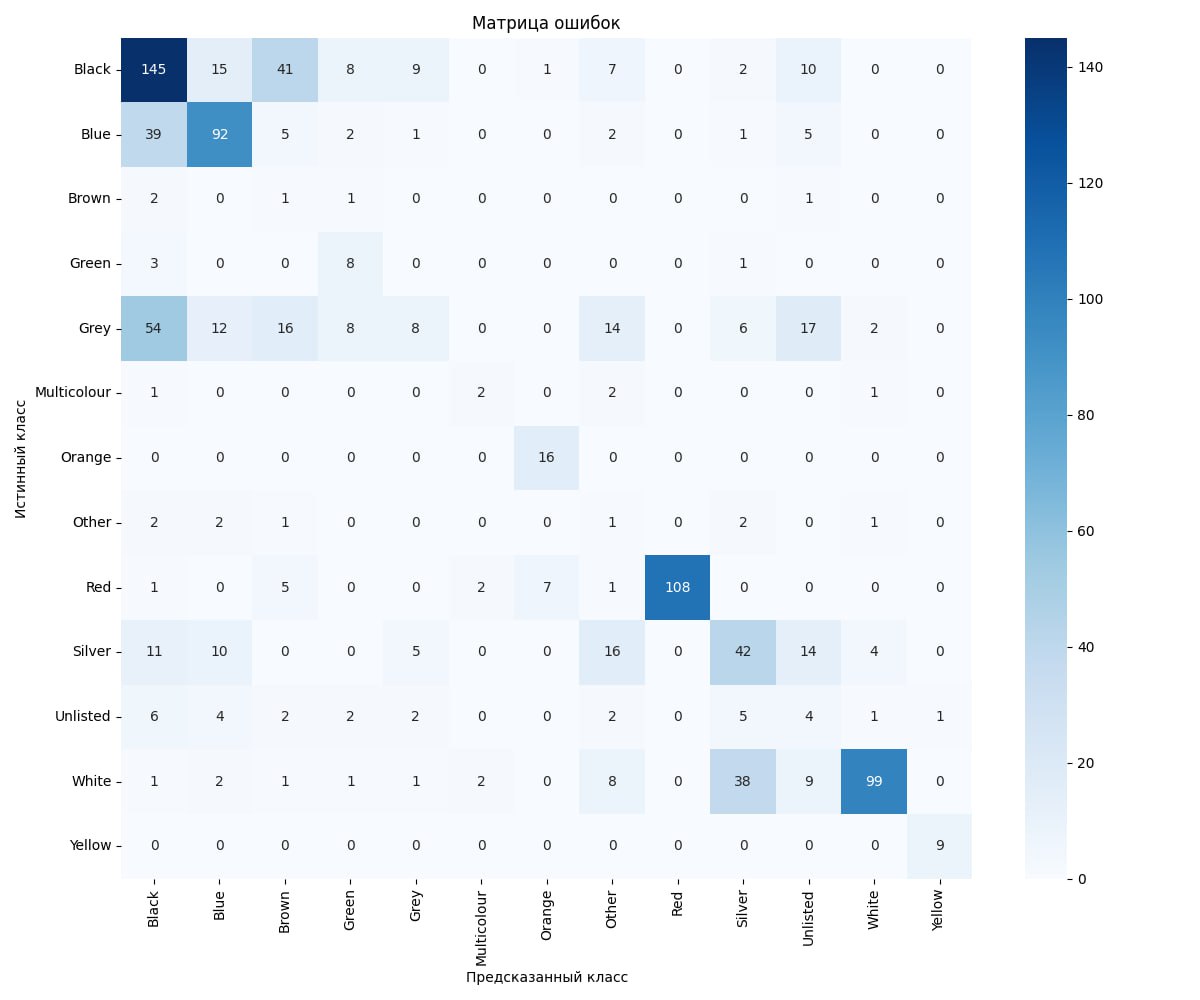 Матрица ошибок
Истинный класс
Black 145 15 41 8 9 0 1 7 0 2 10 0 0
Blue 39 92 5 2 1 0 0 2 0 1 5 0 0
Brown 2 0 1 1 0 0 0 0 0 0 1 0 0
Green 3 0 0 8 0 0 0 0 0 1 0 0 0
Grey 54 12 16 8 8 0 0 14 0 6 17 2 0
Multicolour 1 0 0 0 0 2 0 2 0 0 0 1 0
Orange 0 0 0 0 0 0 16 0 0 0 0 0 0
Other 2 2 1 0 0 0 0 1 0 2 0 1 0
Red 1 0 5 0 0 2 7 1 108 0 0 0 0
Silver 11 10 0 0 5 0 0 16 0 42 14 4 0
Unlisted 6 4 2 2 2 0 0 2 0 5 4 1 1
White 1 2 1 1 1 2 0 8 0 38 9 99 0
Yellow 0 0 0 0 0 0 0 0 0 0 0 0 9
Black Blue Brown Green Grey Multicolour Orange Other Red Silver Unlisted White Yellow
Предсказанный класс
140
120
100
80
60
40
20
0